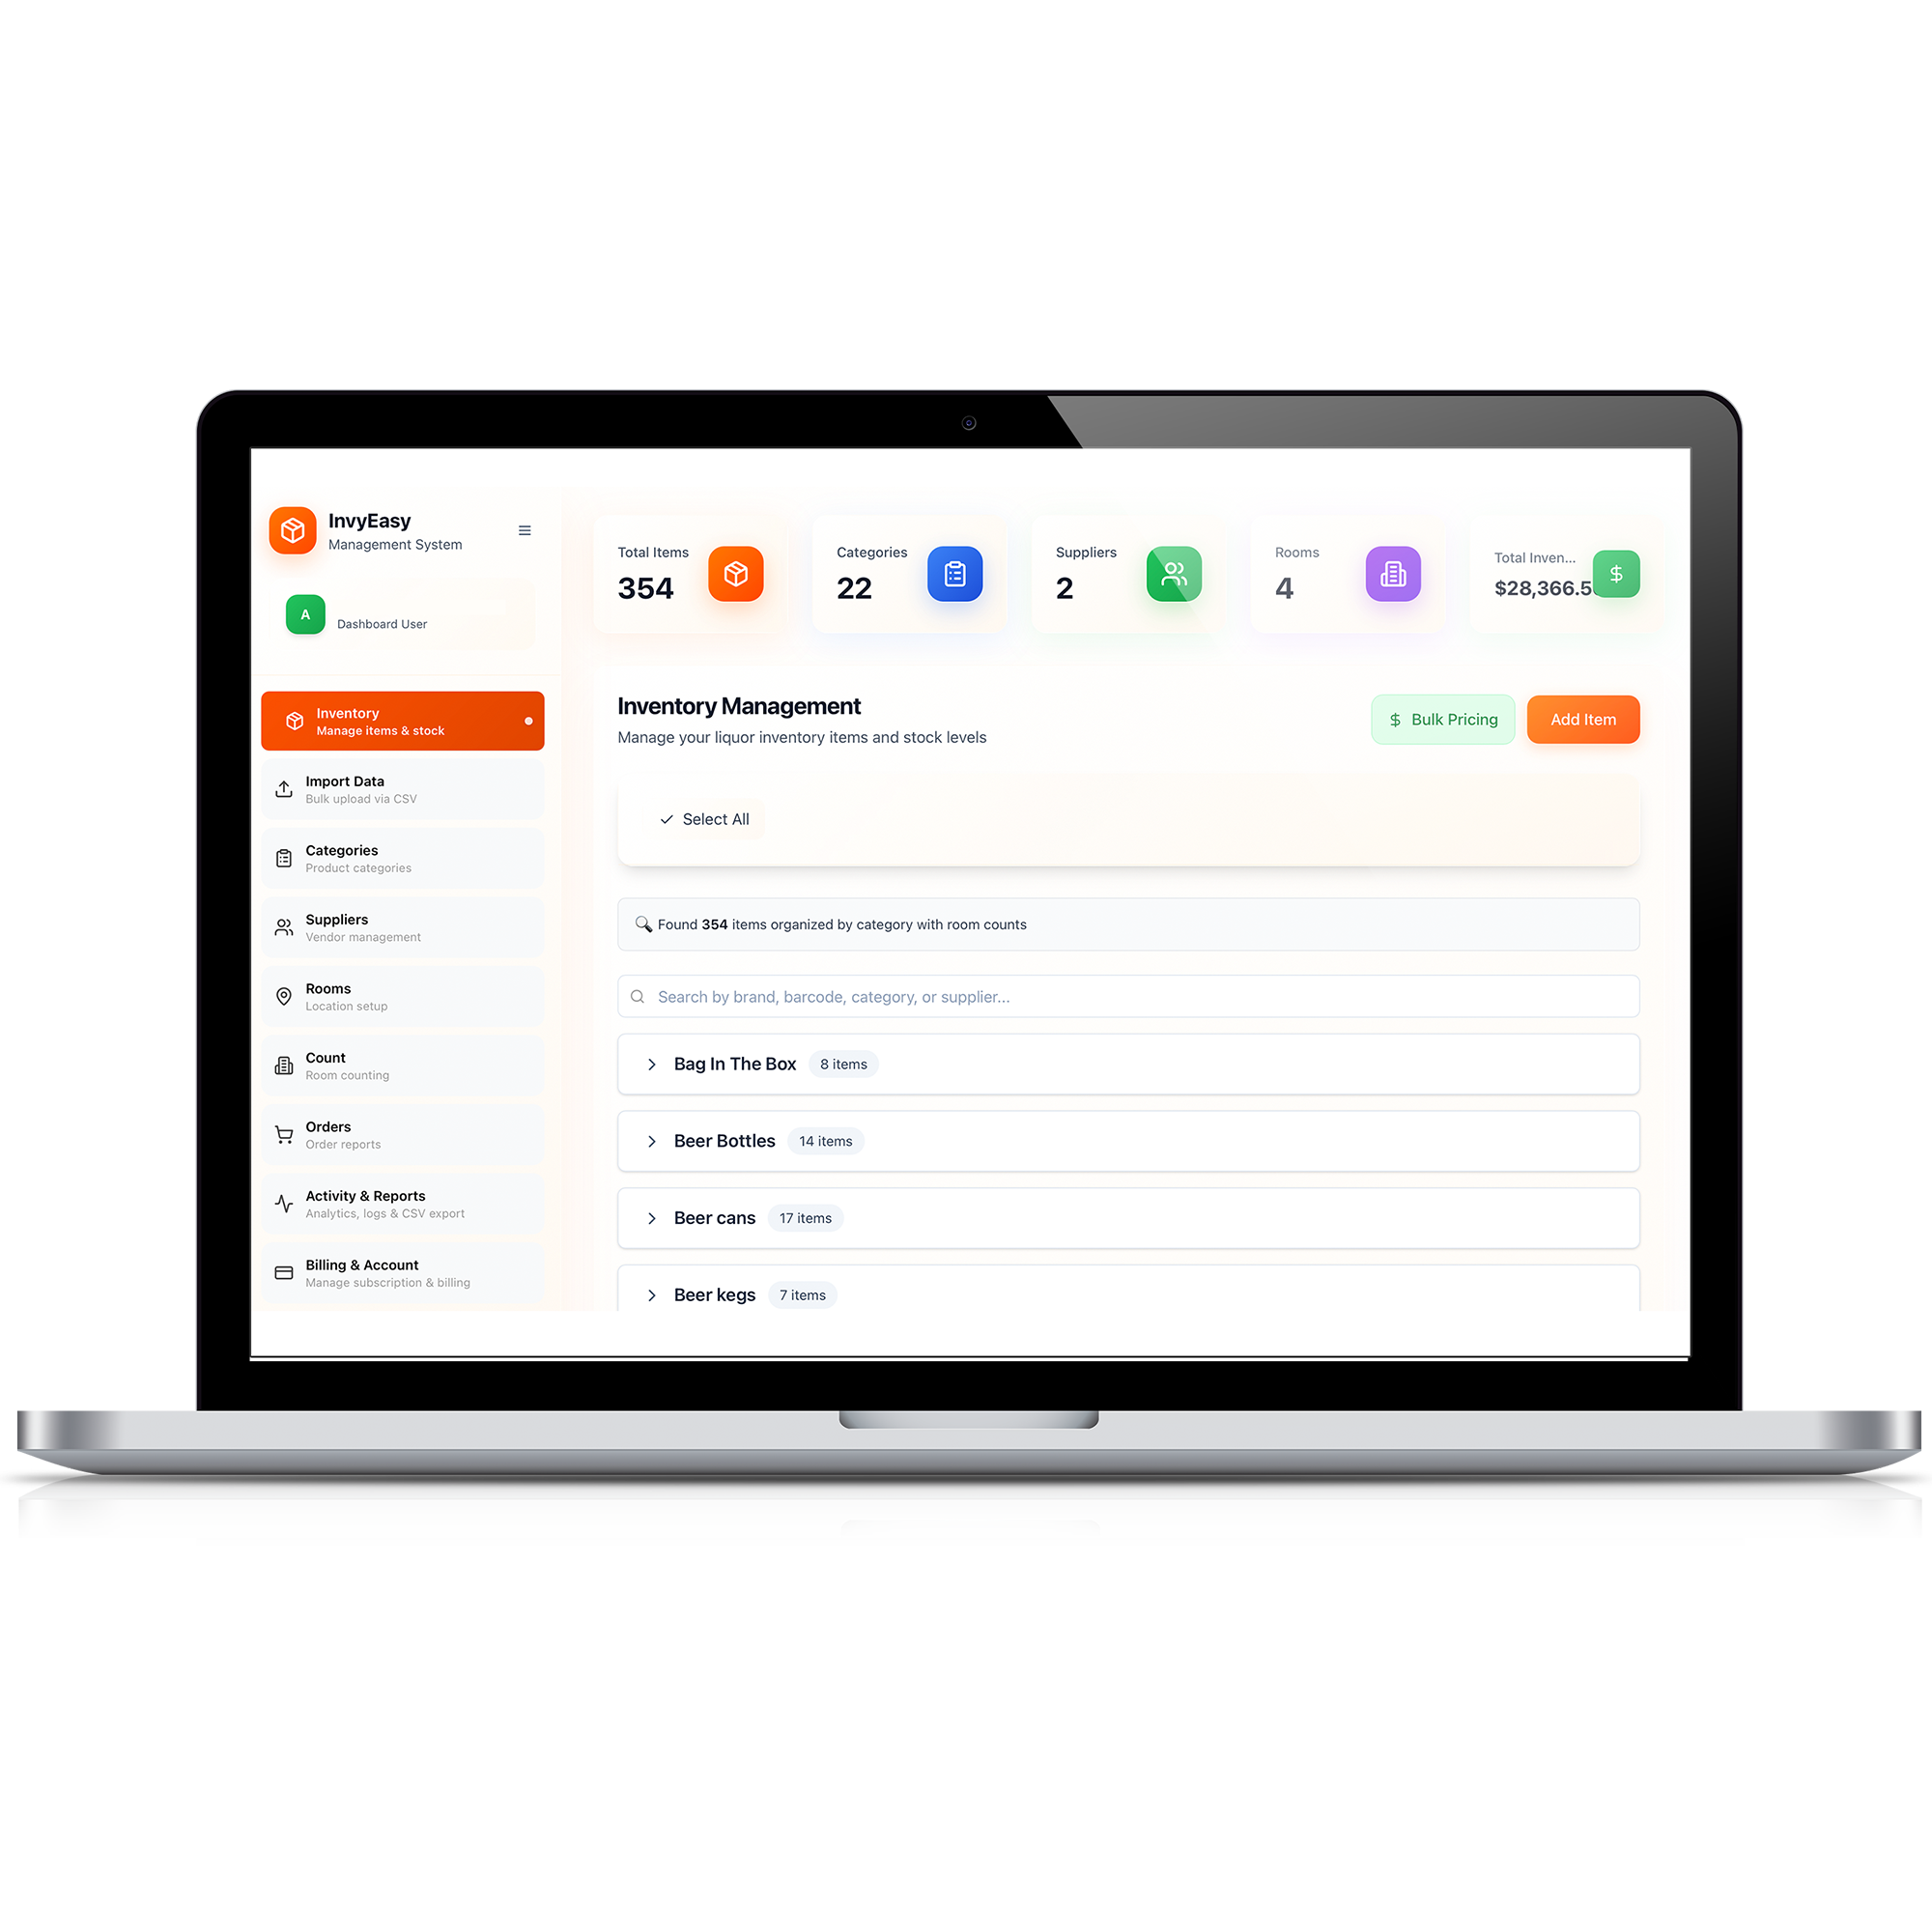 InvyEasy
Management System
A
Dashboard User
Inventory
Manage items & stock
Import Data
Bulk upload via CSV
Categories
Product categories
Suppliers
Vendor management
Rooms
Location setup
Count
Room counting
Orders
Order reports
Activity & Reports
Analytics, logs & CSV export
Billing & Account
Manage subscription & billing
Total Items
354
Categories
22
Suppliers
2
Rooms
4
Total Inven...
$28,366.5
$
Inventory Management
Manage your liquor inventory items and stock levels
$ Bulk Pricing
Add Item
✓ Select All
🔍 Found 354 items organized by category with room counts
Search by brand, barcode, category, or supplier...
Bag In The Box 8 items
Beer Bottles 14 items
Beer cans 17 items
Beer kegs 7 items